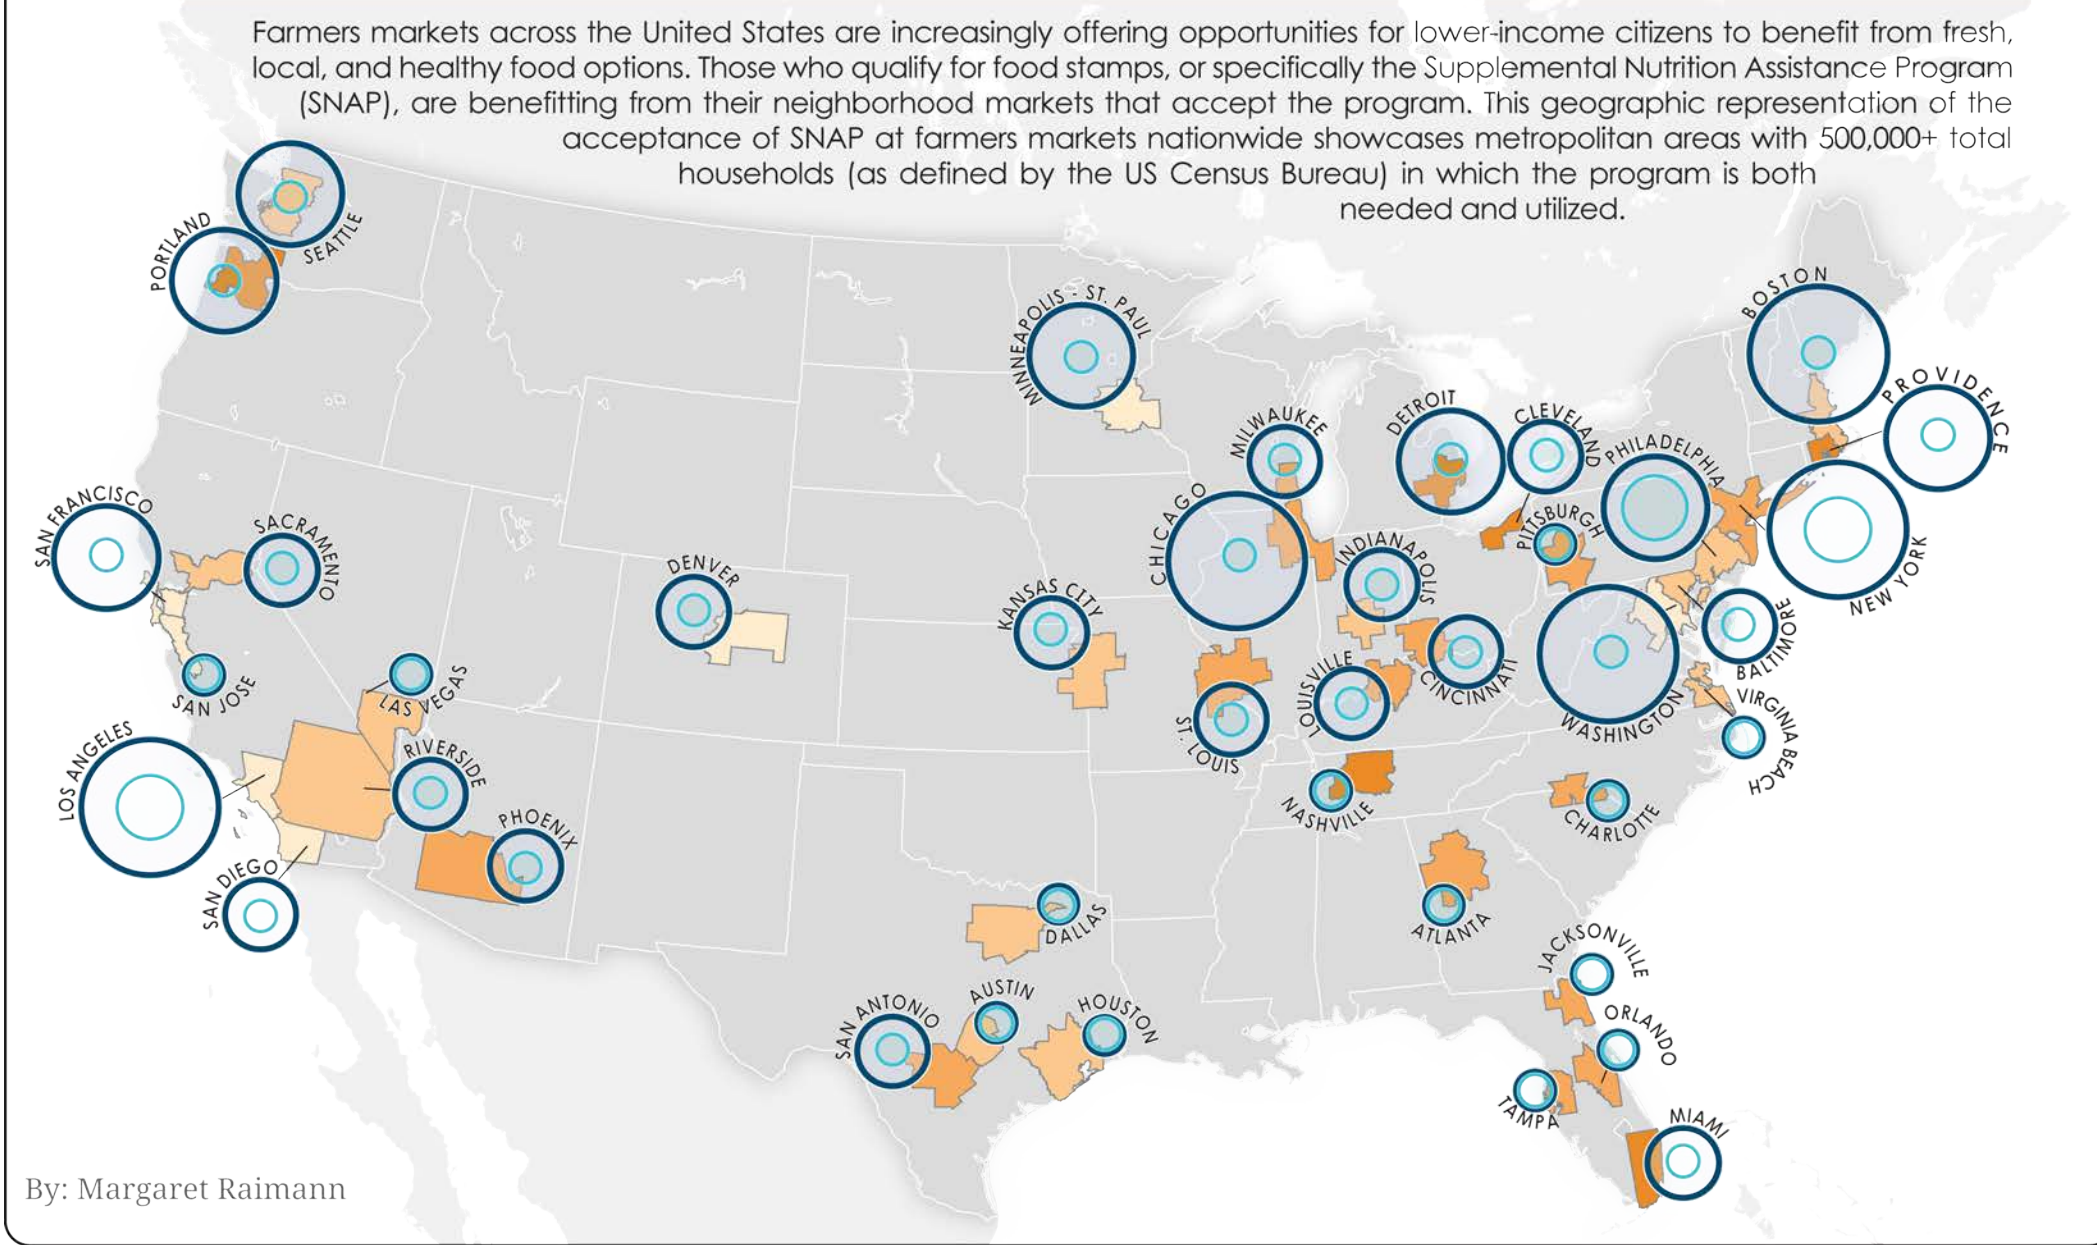 Farmers markets across the United States are increasingly offering opportunities for lower-income citizens to benefit from fresh,
local, and healthy food options. Those who qualify for food stamps, or specifically the Supplemental Nutrition Assistance Program
(SNAP), are benefitting from their neighborhood markets that accept the program. This geographic representation of the
acceptance of SNAP at farmers markets nationwide showcases metropolitan areas with 500,000+ total
households (as defined by the US Census Bureau) in which the program is both
needed and utilized.
SEATTLE
PORTLAND
BOSTON
MINNEAPOLIS - ST. PAUL
PROVIDENCE
MILWAUKEE
DETROIT
CLEVELAND
PHILADELPHIA
SAN FRANCISCO
SACRAMENTO
CHICAGO
PITTSBURGH
INDIANAPOLIS
NEW YORK
DENVER
KANSAS CITY
BALTIMORE
SAN JOSE
LAS VEGAS
LOUISVILLE
CINCINNATI
WASHINGTON
VIRGINIA BEACH
ST. LOUIS
LOS ANGELES
RIVERSIDE
PHOENIX
NASHVILLE
CHARLOTTE
SAN DIEGO
DALLAS
ATLANTA
JACKSONVILLE
SAN ANTONIO
AUSTIN
HOUSTON
ORLANDO
TAMPA
MIAMI
By: Margaret Raimann